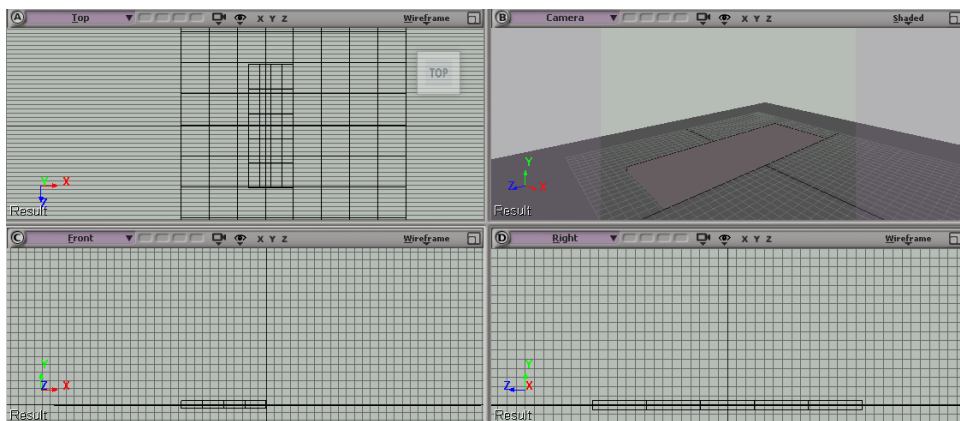 A Top X Y Z Wireframe
TOP
Y X
Z
Result
B Camera X Y Z Shaded
Y
Z X
Result
C Front X Y Z Wireframe
Y
Z X
Result
D Right X Y Z Wireframe
Y
Z X
Result